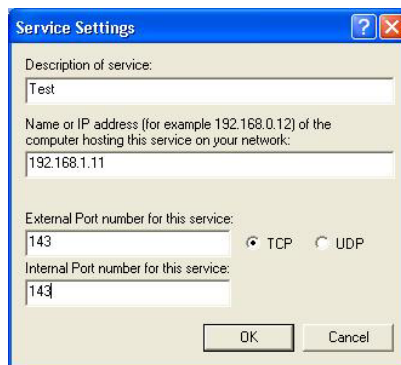 Service Settings
Description of service:
Test
Name or IP address (for example 192.168.0.12) of the
computer hosting this service on your network:
192.168.1.11
External Port number for this service:
143
TCP
UDP
Internal Port number for this service:
143
OK
Cancel